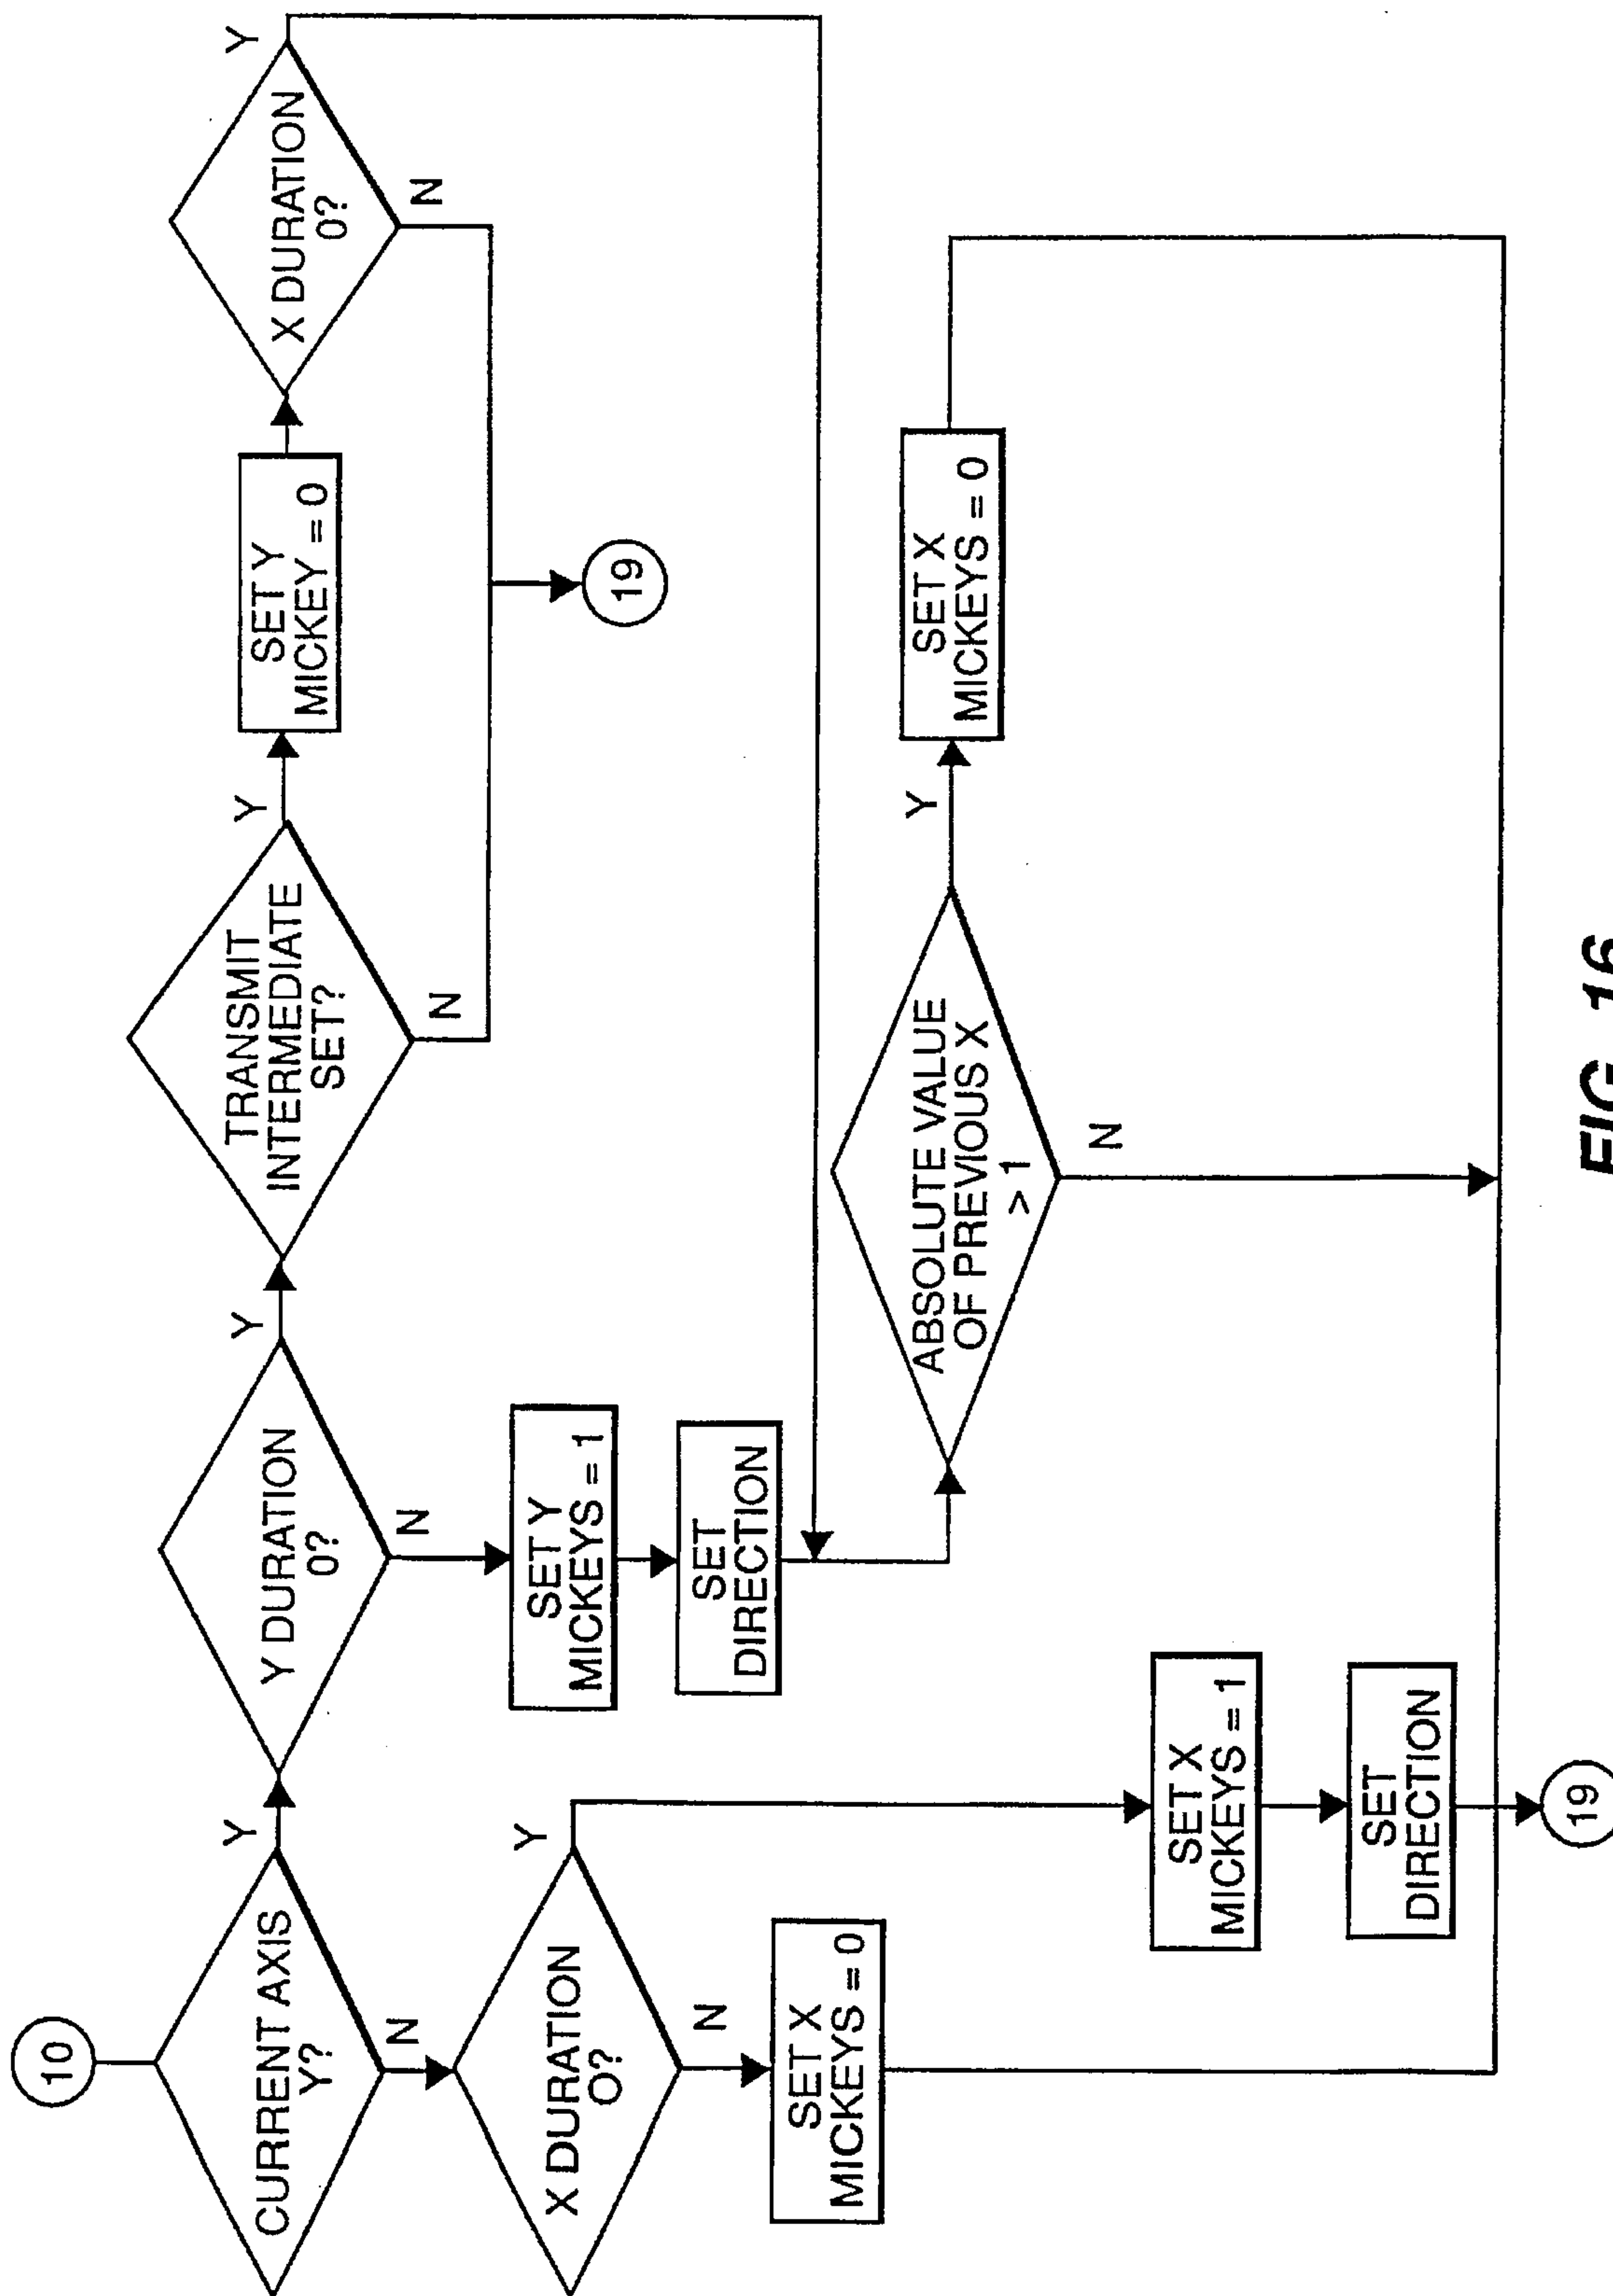 10
CURRENT AXIS
Y?
Y
N
Y DURATION
0?
Y
N
TRANSMIT
INTERMEDIATE
SET?
Y
N
SET Y
MICKEY = 0
X DURATION
0?
Y
N
19
X DURATION
O?
Y
N
SET Y
MICKEYS = 1
SET
DIRECTION
SET X
MICKEYS = 0
ABSOLUTE VALUE
OF PREVIOUS X
> 1
Y
N
SET X
MICKEYS = 0
SET X
MICKEYS = 1
SET
DIRECTION
19
FIG. 16